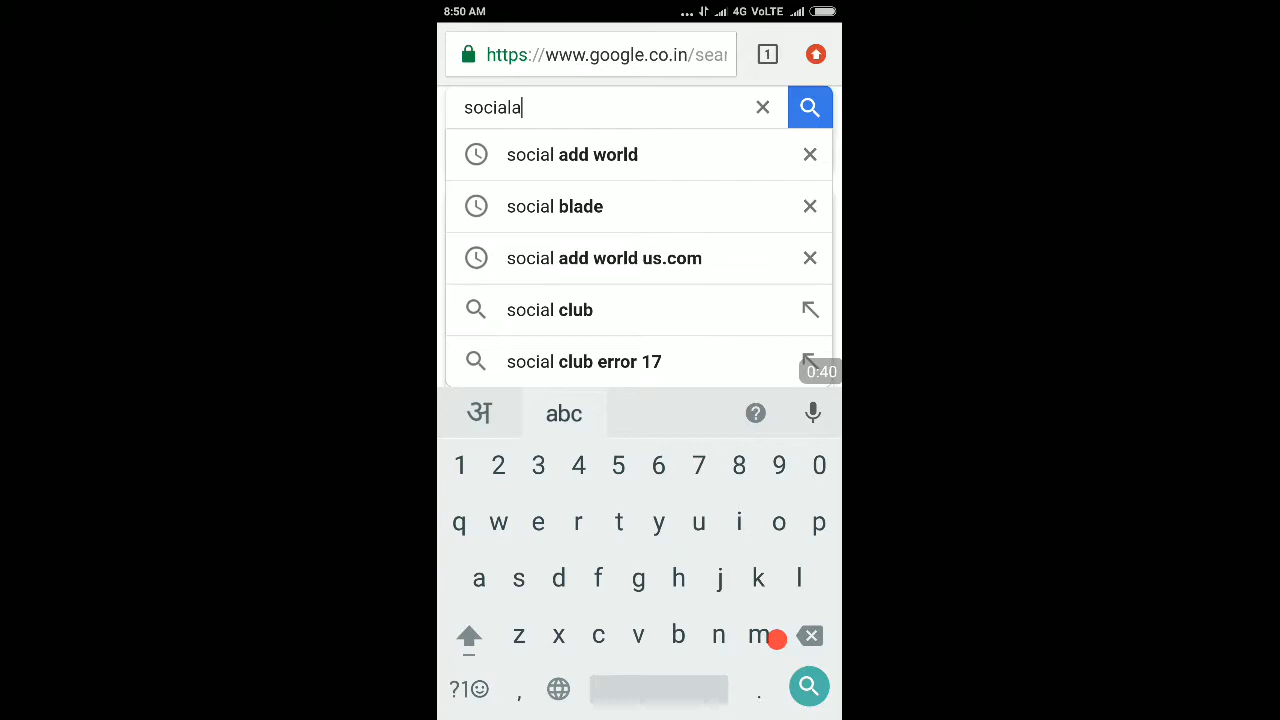 8:50 AM
4G VoLTE
https://www.google.co.in/sear
1
sociala
social add world
social blade
social add world us.com
social club
social club error 17
0:40
अ abc ?
1 2 3 4 5 6 7 8 9 0
q w e r t y u i o p
a s d f g h j k l
z x c v b n m
?1☺ , .